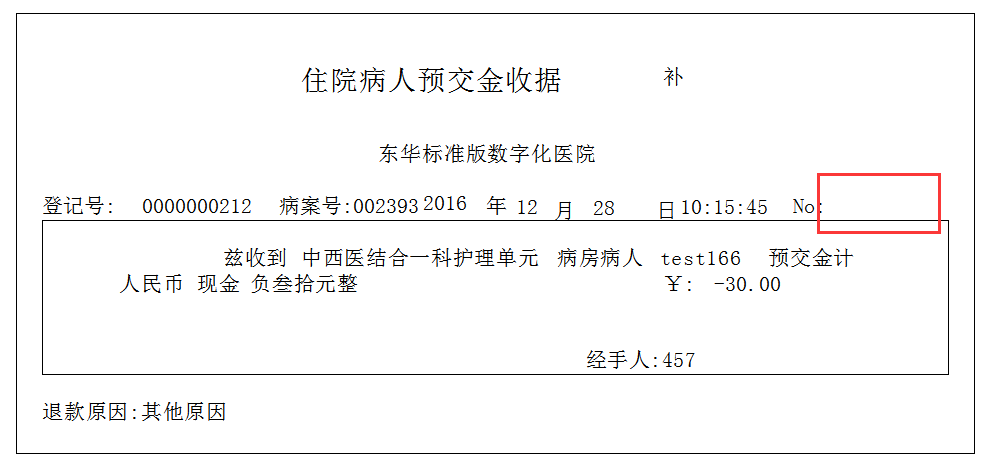 住院病人预交金收据 补
东华标准版数字化医院
登记号: 0000000212 病案号:002393 2016 年 12 月 28 日 10:15:45 No:
兹收到 中西医结合一科护理单元 病房病人 test166 预交金计
人民币 现金 负叁拾元整 ¥: -30.00
经手人:457
退款原因:其他原因